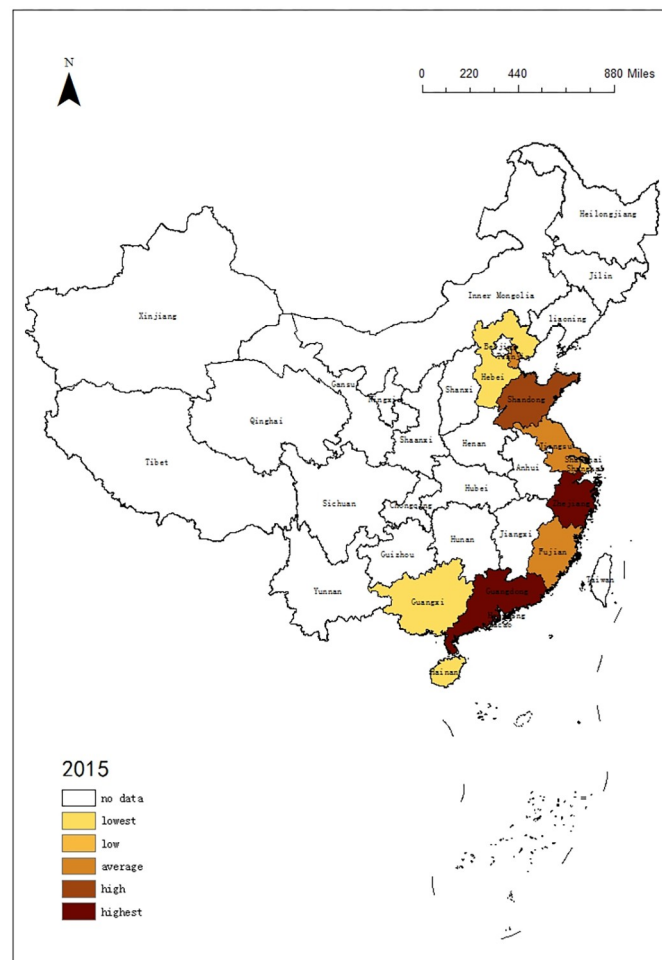 N
0 220 440 880 Miles
Heilongjiang
Jilin
Inner Mongolia
liaoning
Xinjiang
Hebei
Gansu
Shanxi
Shandong
Qinghai
Shaanxi
Henan
Jiangsu
Tibet
Anhui
Hubei
Sichuan
Chongqing
Hunan
Jiangxi
Guizhou
Fujian
Taiwan
Yunnan
Guangxi
Guangdong
Hainan
2015
no data
lowest
low
average
high
highest